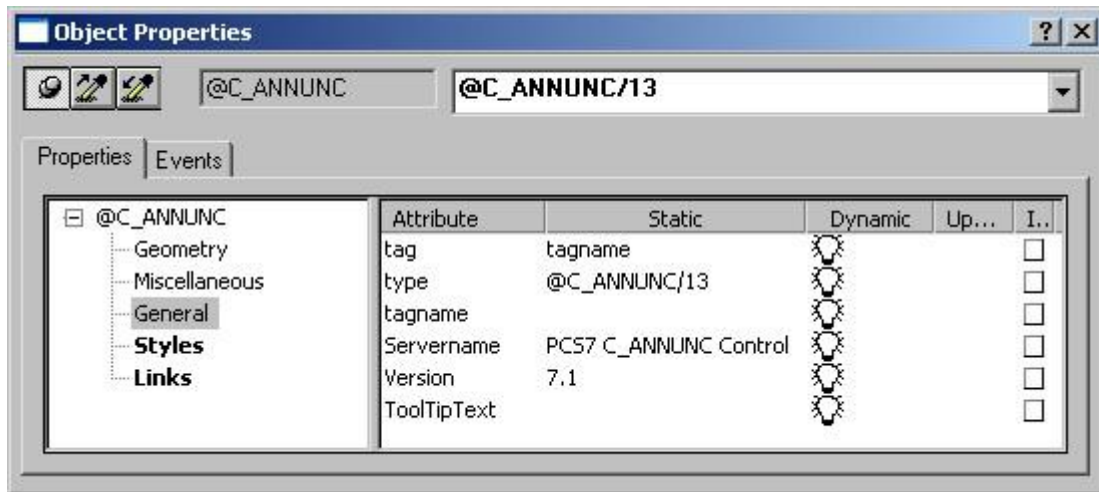 Object Properties
@C_ANNUNC @C_ANNUNC/13
Properties Events
@C_ANNUNC
Geometry
Miscellaneous
General
Styles
Links
Attribute Static Dynamic Up... I..
tag tagname
type @C_ANNUNC/13
tagname
Servername PCS7 C_ANNUNC Control
Version 7.1
ToolTipText